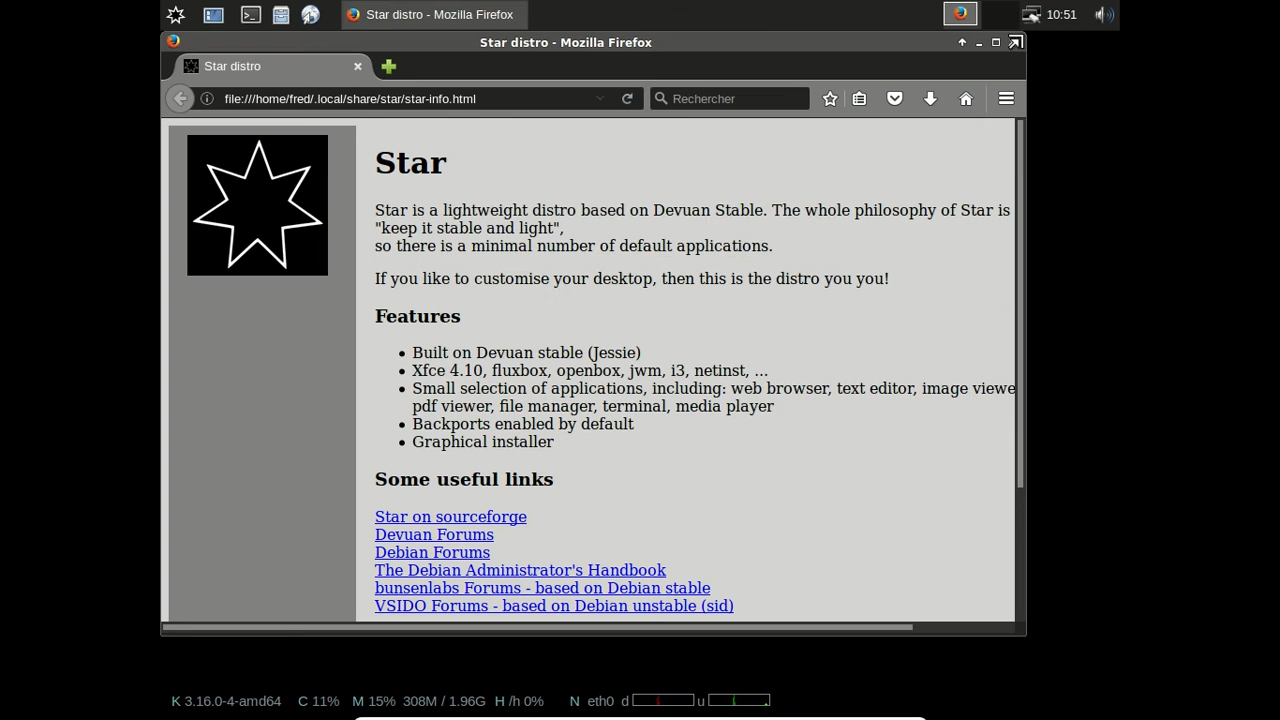 Star distro - Mozilla Firefox
10:51
Star distro - Mozilla Firefox
Star distro
file:///home/fred/.local/share/star/star-info.html
Rechercher
Star
Star is a lightweight distro based on Devuan Stable. The whole philosophy of Star is
"keep it stable and light",
so there is a minimal number of default applications.
If you like to customise your desktop, then this is the distro you you!
Features
Built on Devuan stable (Jessie)
Xfce 4.10, fluxbox, openbox, jwm, i3, netinst, ...
Small selection of applications, including: web browser, text editor, image viewe
pdf viewer, file manager, terminal, media player
Backports enabled by default
Graphical installer
Some useful links
Star on sourceforge
Devuan Forums
Debian Forums
The Debian Administrator's Handbook
bunsenlabs Forums - based on Debian stable
VSIDO Forums - based on Debian unstable (sid)
K 3.16.0-4-amd64 C 11% M 15% 308M / 1.96G H /h 0% N eth0 d u